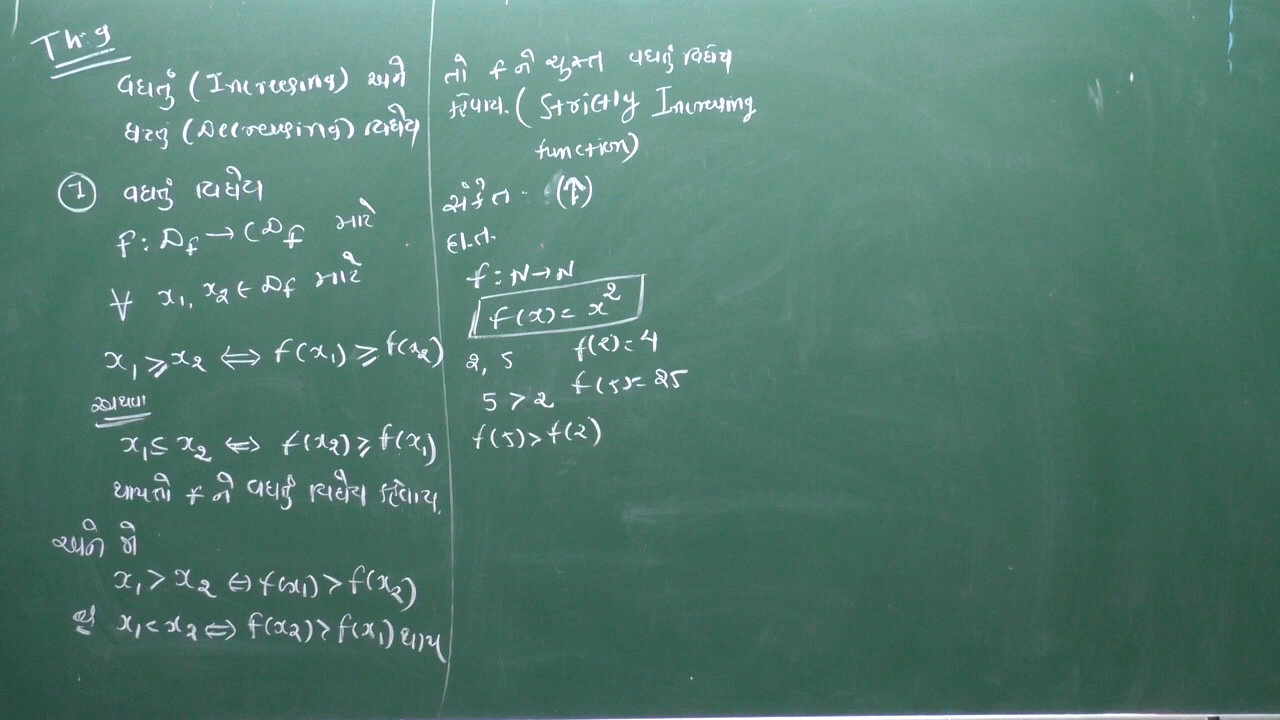 Th. 9
વધતું (Increasing) અને
ઘટતું (Decreasing) વિધેય
① વધતું વિધેય
f : Df → CDf માટે
∀ x₁, x₂ ∈ Df માટે
x₁ ⩾ x₂ ⇔ f(x₁) ⩾ f(x₂)
અથવા
x₁ ≤ x₂ ⇔ f(x₂) ⩾ f(x₁)
થાય તો f ને વધતું વિધેય કહેવાય.
અને જો
x₁ > x₂ ⇔ f(x₁) > f(x₂)
x₁ < x₂ ⇔ f(x₂) > f(x₁) થાય
તો f ને ચુસ્ત વધતું વિધેય
કહેવાય. (Strictly Increasing
function)
સંકેત. (↑)
દા.ત.
f : N → N
f(x) = x²
2, 5 f(2) = 4
f(5) = 25
5 > 2
f(5) > f(2)